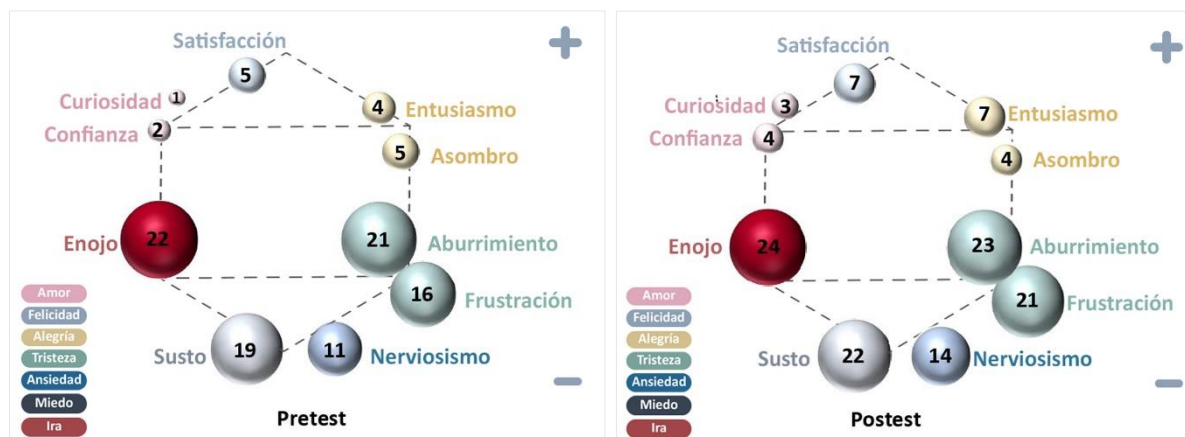 Satisfacción
+
5
Curiosidad
1
4
Entusiasmo
Confianza
2
5
Asombro
Enojo
22
21
Aburrimiento
16
Frustración
Amor
Felicidad
Alegría
Tristeza
Ansiedad
Miedo
Ira
Susto
19
11
Nerviosismo
−
Pretest
Satisfacción
+
7
Curiosidad
3
7
Entusiasmo
Confianza
4
4
Asombro
Enojo
24
23
Aburrimiento
21
Frustración
Amor
Felicidad
Alegría
Tristeza
Ansiedad
Miedo
Ira
Susto
22
14
Nerviosismo
−
Postest